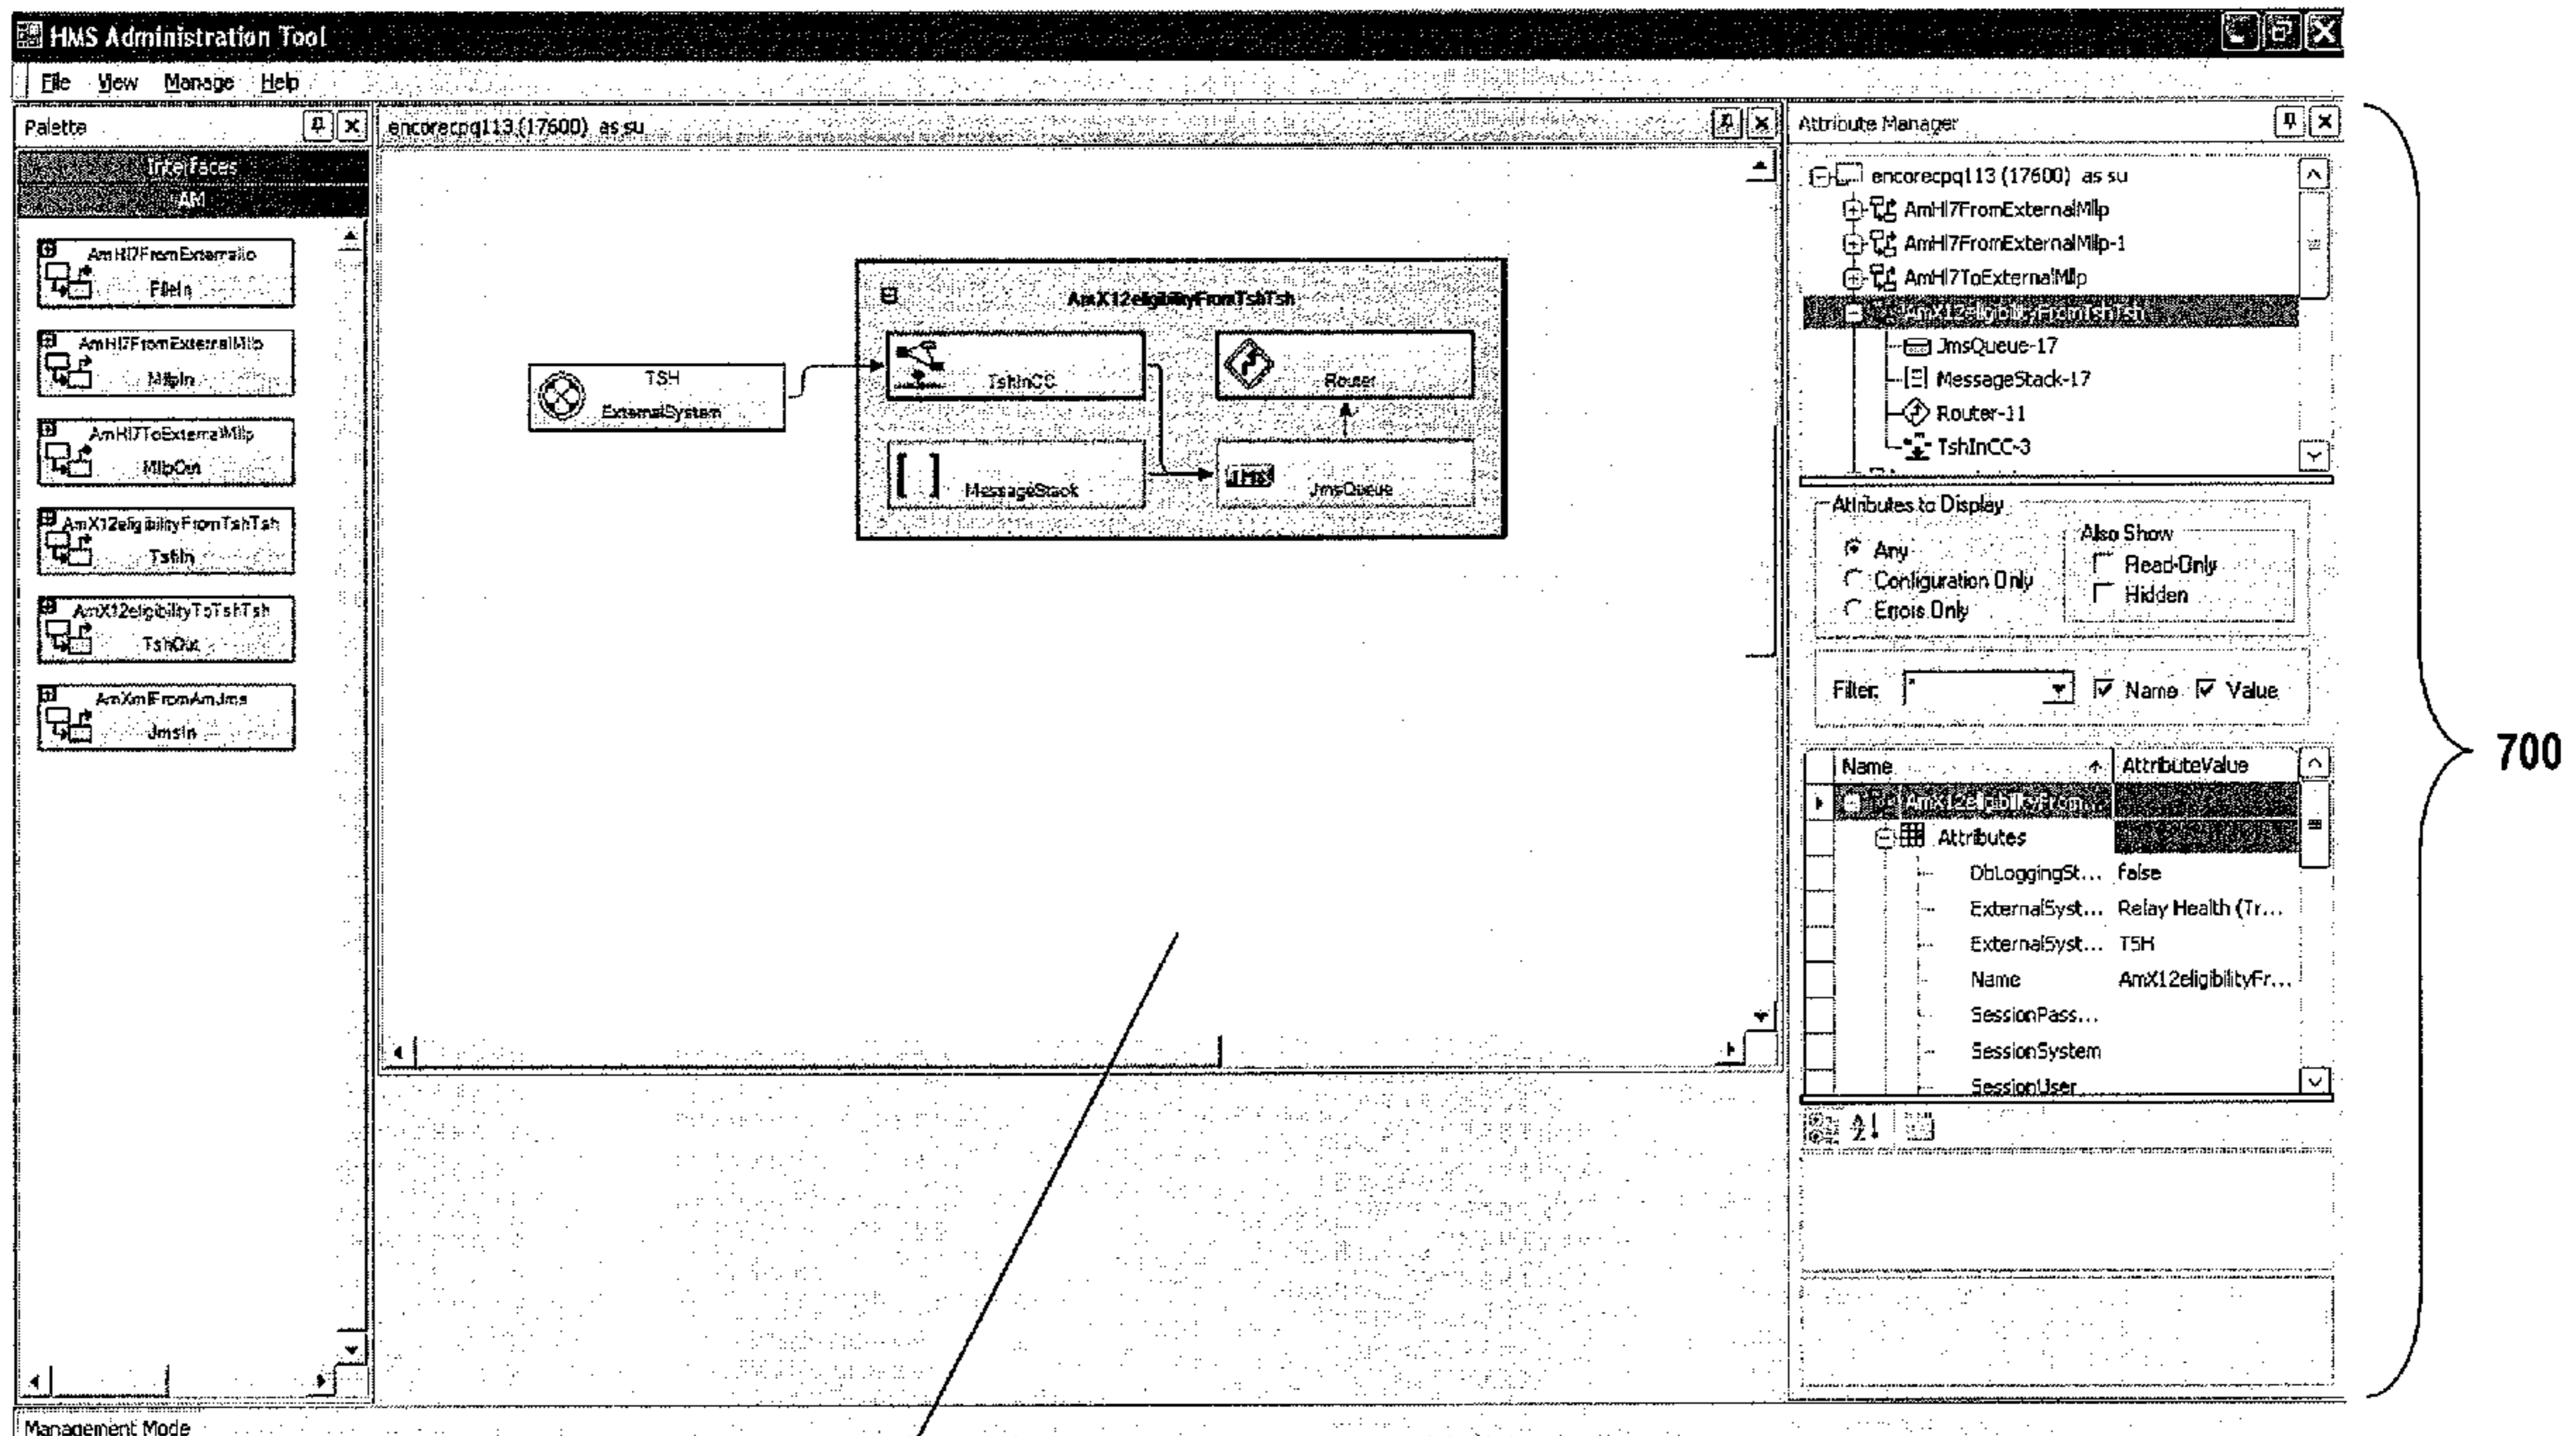 HMS Administration Tool
File View Manage Help
Palette
Interfaces
AM
AmHl7FromExternalIo
FileIn
AmHl7FromExternalMllp
MllpIn
AmHl7ToExternalMllp
MllpOut
AmX12eligibilityFromTshTsh
TshIn
AmX12eligibilityToTshTsh
TshOut
AmXmlFromAmJms
JmsIn
encorecpq113 (17600) as su
TSH
ExternalSystem
AmX12eligibilityFromTshTsh
TshInCC
Router
MessageStack
JMS
JmsQueue
Attribute Manager
encorecpq113 (17600) as su
AmHl7FromExternalMllp
AmHl7FromExternalMllp-1
AmHl7ToExternalMllp
AmX12eligibilityFromTshTsh
JmsQueue-17
MessageStack-17
Router-11
TshInCC-3
Attributes to Display
Any
Configuration Only
Errors Only
Also Show
Read-Only
Hidden
Filter: * Name Value
Name AttributeValue
AmX12eligibilityFrom...
Attributes
DbLoggingSt... False
ExternalSyst... Relay Health (Tr...
ExternalSyst... TSH
Name AmX12eligibilityFr...
SessionPass...
SessionSystem
SessionUser
Management Mode
700